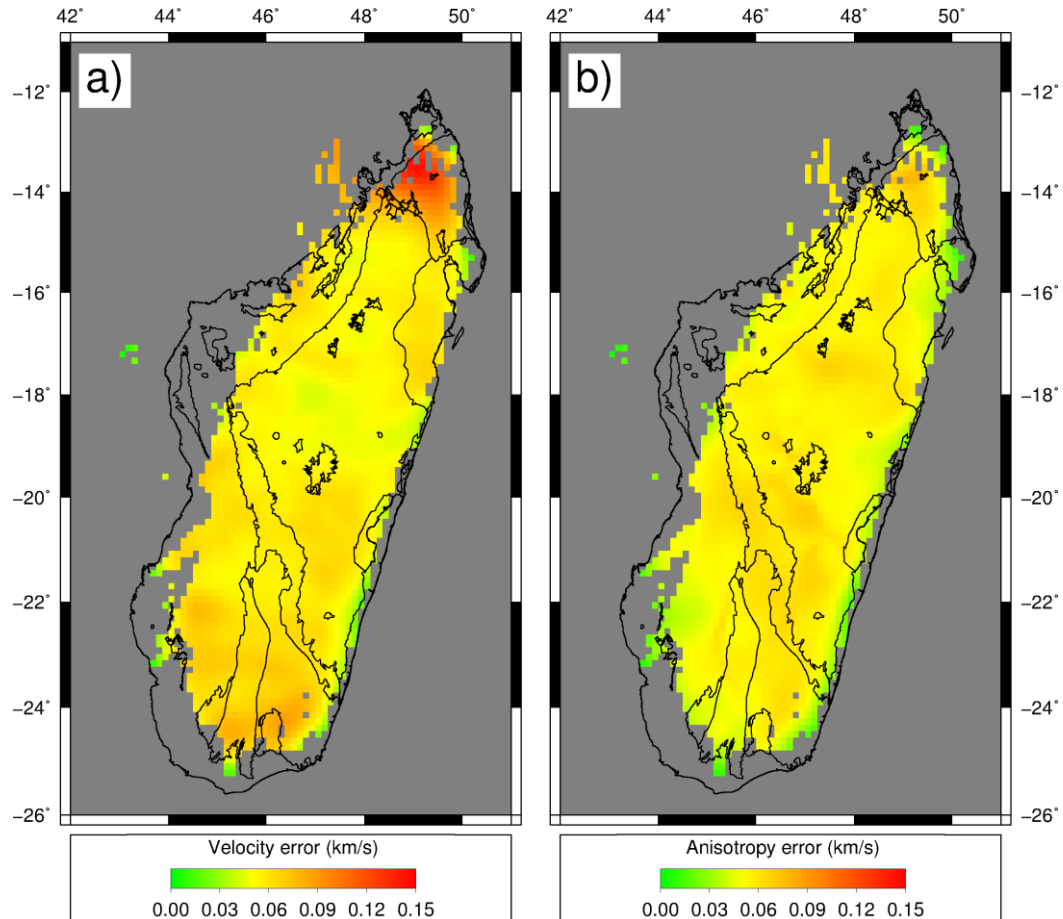 42˚ 44˚ 46˚ 48˚ 50˚ 42˚ 44˚ 46˚ 48˚ 50˚
a) b)
−12˚ −12˚
−14˚ −14˚
−16˚ −16˚
−18˚ −18˚
−20˚ −20˚
−22˚ −22˚
−24˚ −24˚
−26˚ −26˚
Velocity error (km/s) Anisotropy error (km/s)
0.00 0.03 0.06 0.09 0.12 0.15 0.00 0.03 0.06 0.09 0.12 0.15